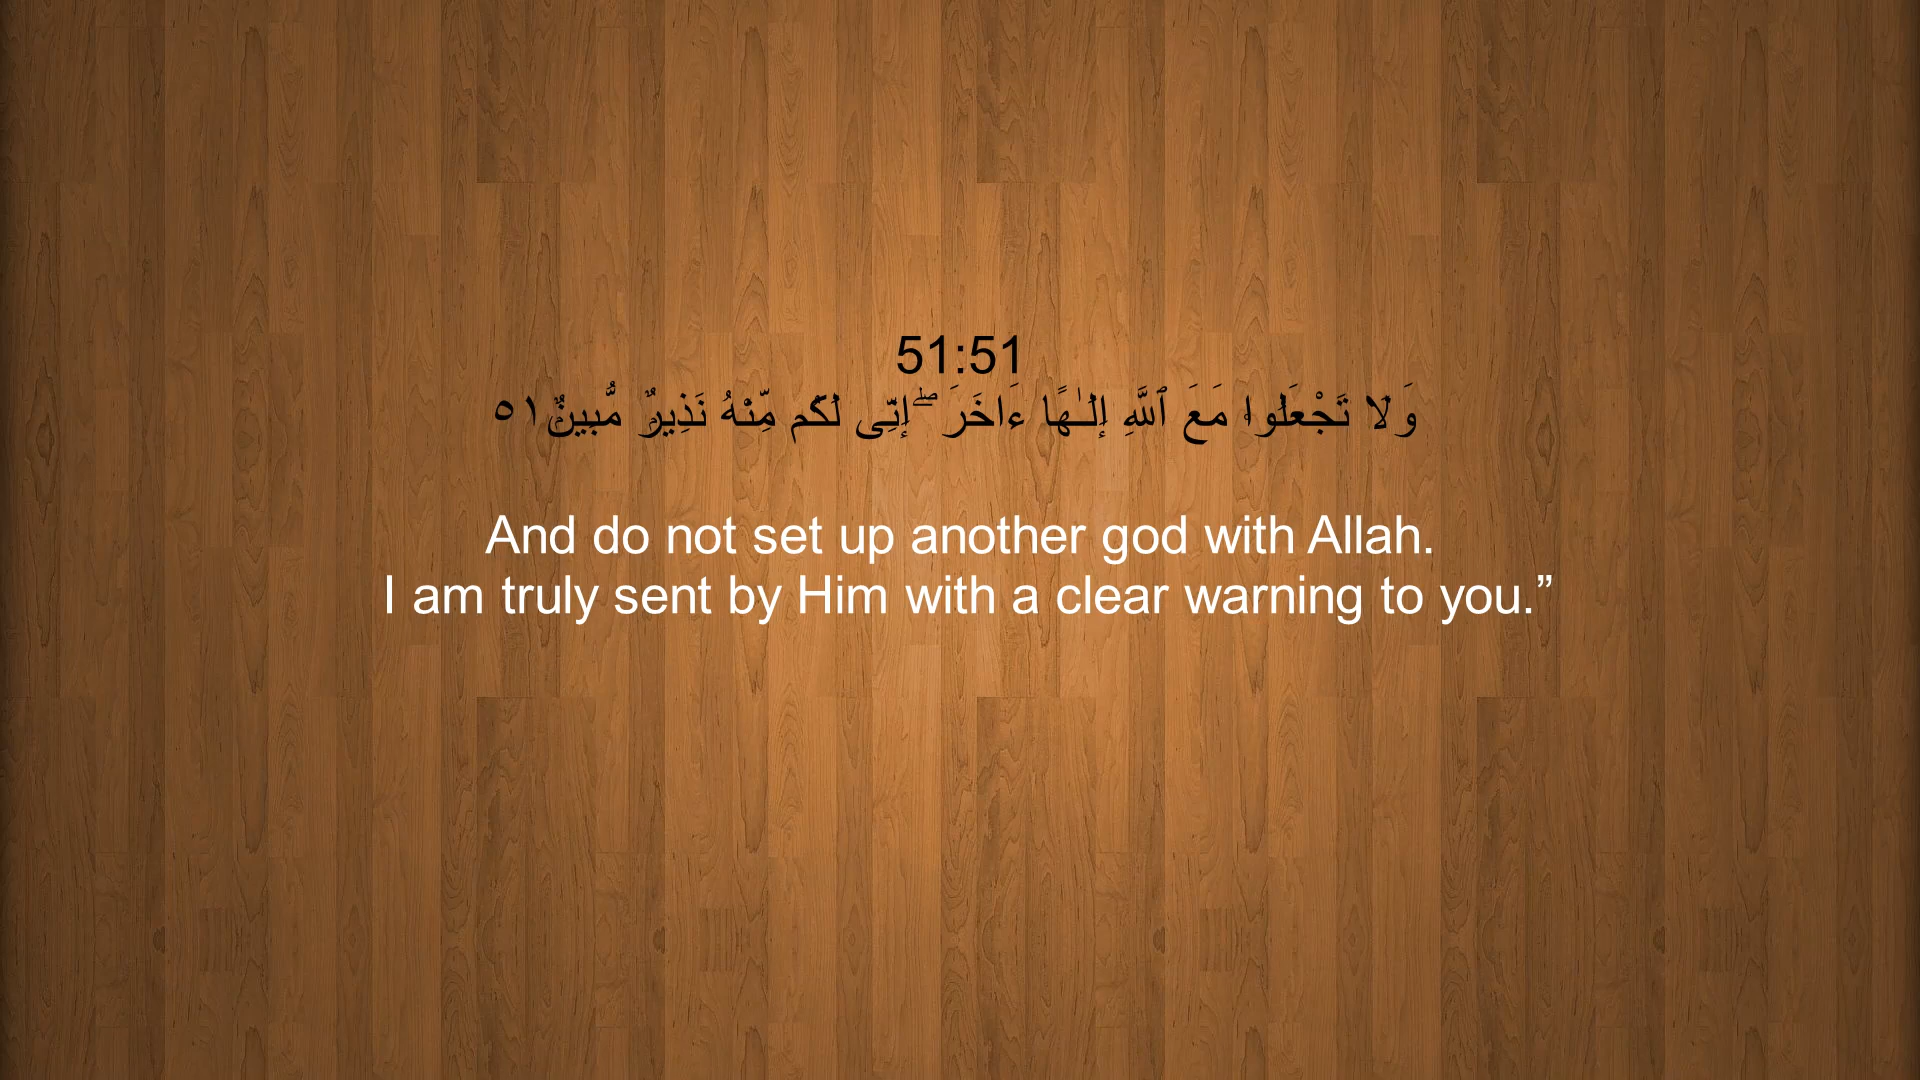 51:51
وَلَا تَجْعَلُوا۟ مَعَ ٱللَّهِ إِلَـٰهًا ءَاخَرَ ۖ إِنِّى لَكُم مِّنْهُ نَذِيرٌۭ مُّبِينٌۭ ٥١
And do not set up another god with Allah.
I am truly sent by Him with a clear warning to you.”